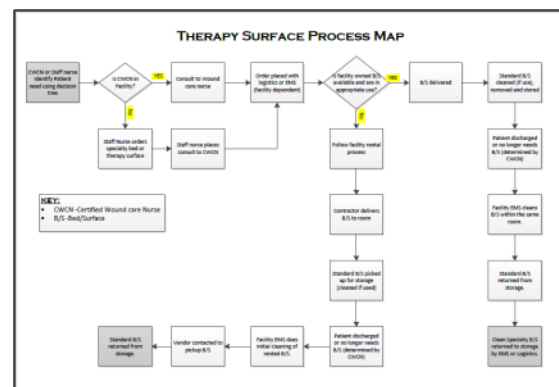 THERAPY SURFACE PROCESS MAP
CWCN or Staff nurse
identify Patient
need using decision
tree
Is CWCN in
Facility?
YES
No
Consult to Wound
care nurse
Staff Nurse orders
specialty bed or
therapy surface
Staff nurse places
consult to CWCN
Order placed with
logistics or EMS
(facility dependent)
Is facility owned B/S
available and are in
appropriate use?
YES
No
B/S delivered
Standard B/S
cleaned (if use),
removed and stored
Patient discharged
or no longer needs
B/S (determined by
CWCN)
Facility EMS cleans
B/S within the same
room.
Standard B/S
returned from
storage.
Clean Specialty B/S
returned to storage
by EMS or Logistics.
Follow facility rental
process
Contractor delivers
B/S to room
Standard B/S picked
up for storage
(cleaned if used)
Patient discharged
or no longer needs
B/S (determined by
CWCN)
Facility EMS does
initial cleaning of
rented B/S.
Vendor contacted to
pickup B/S
Standard B/S
returned from
storage.
KEY:
• CWCN -Certified Wound care Nurse
• B/S -Bed/Surface